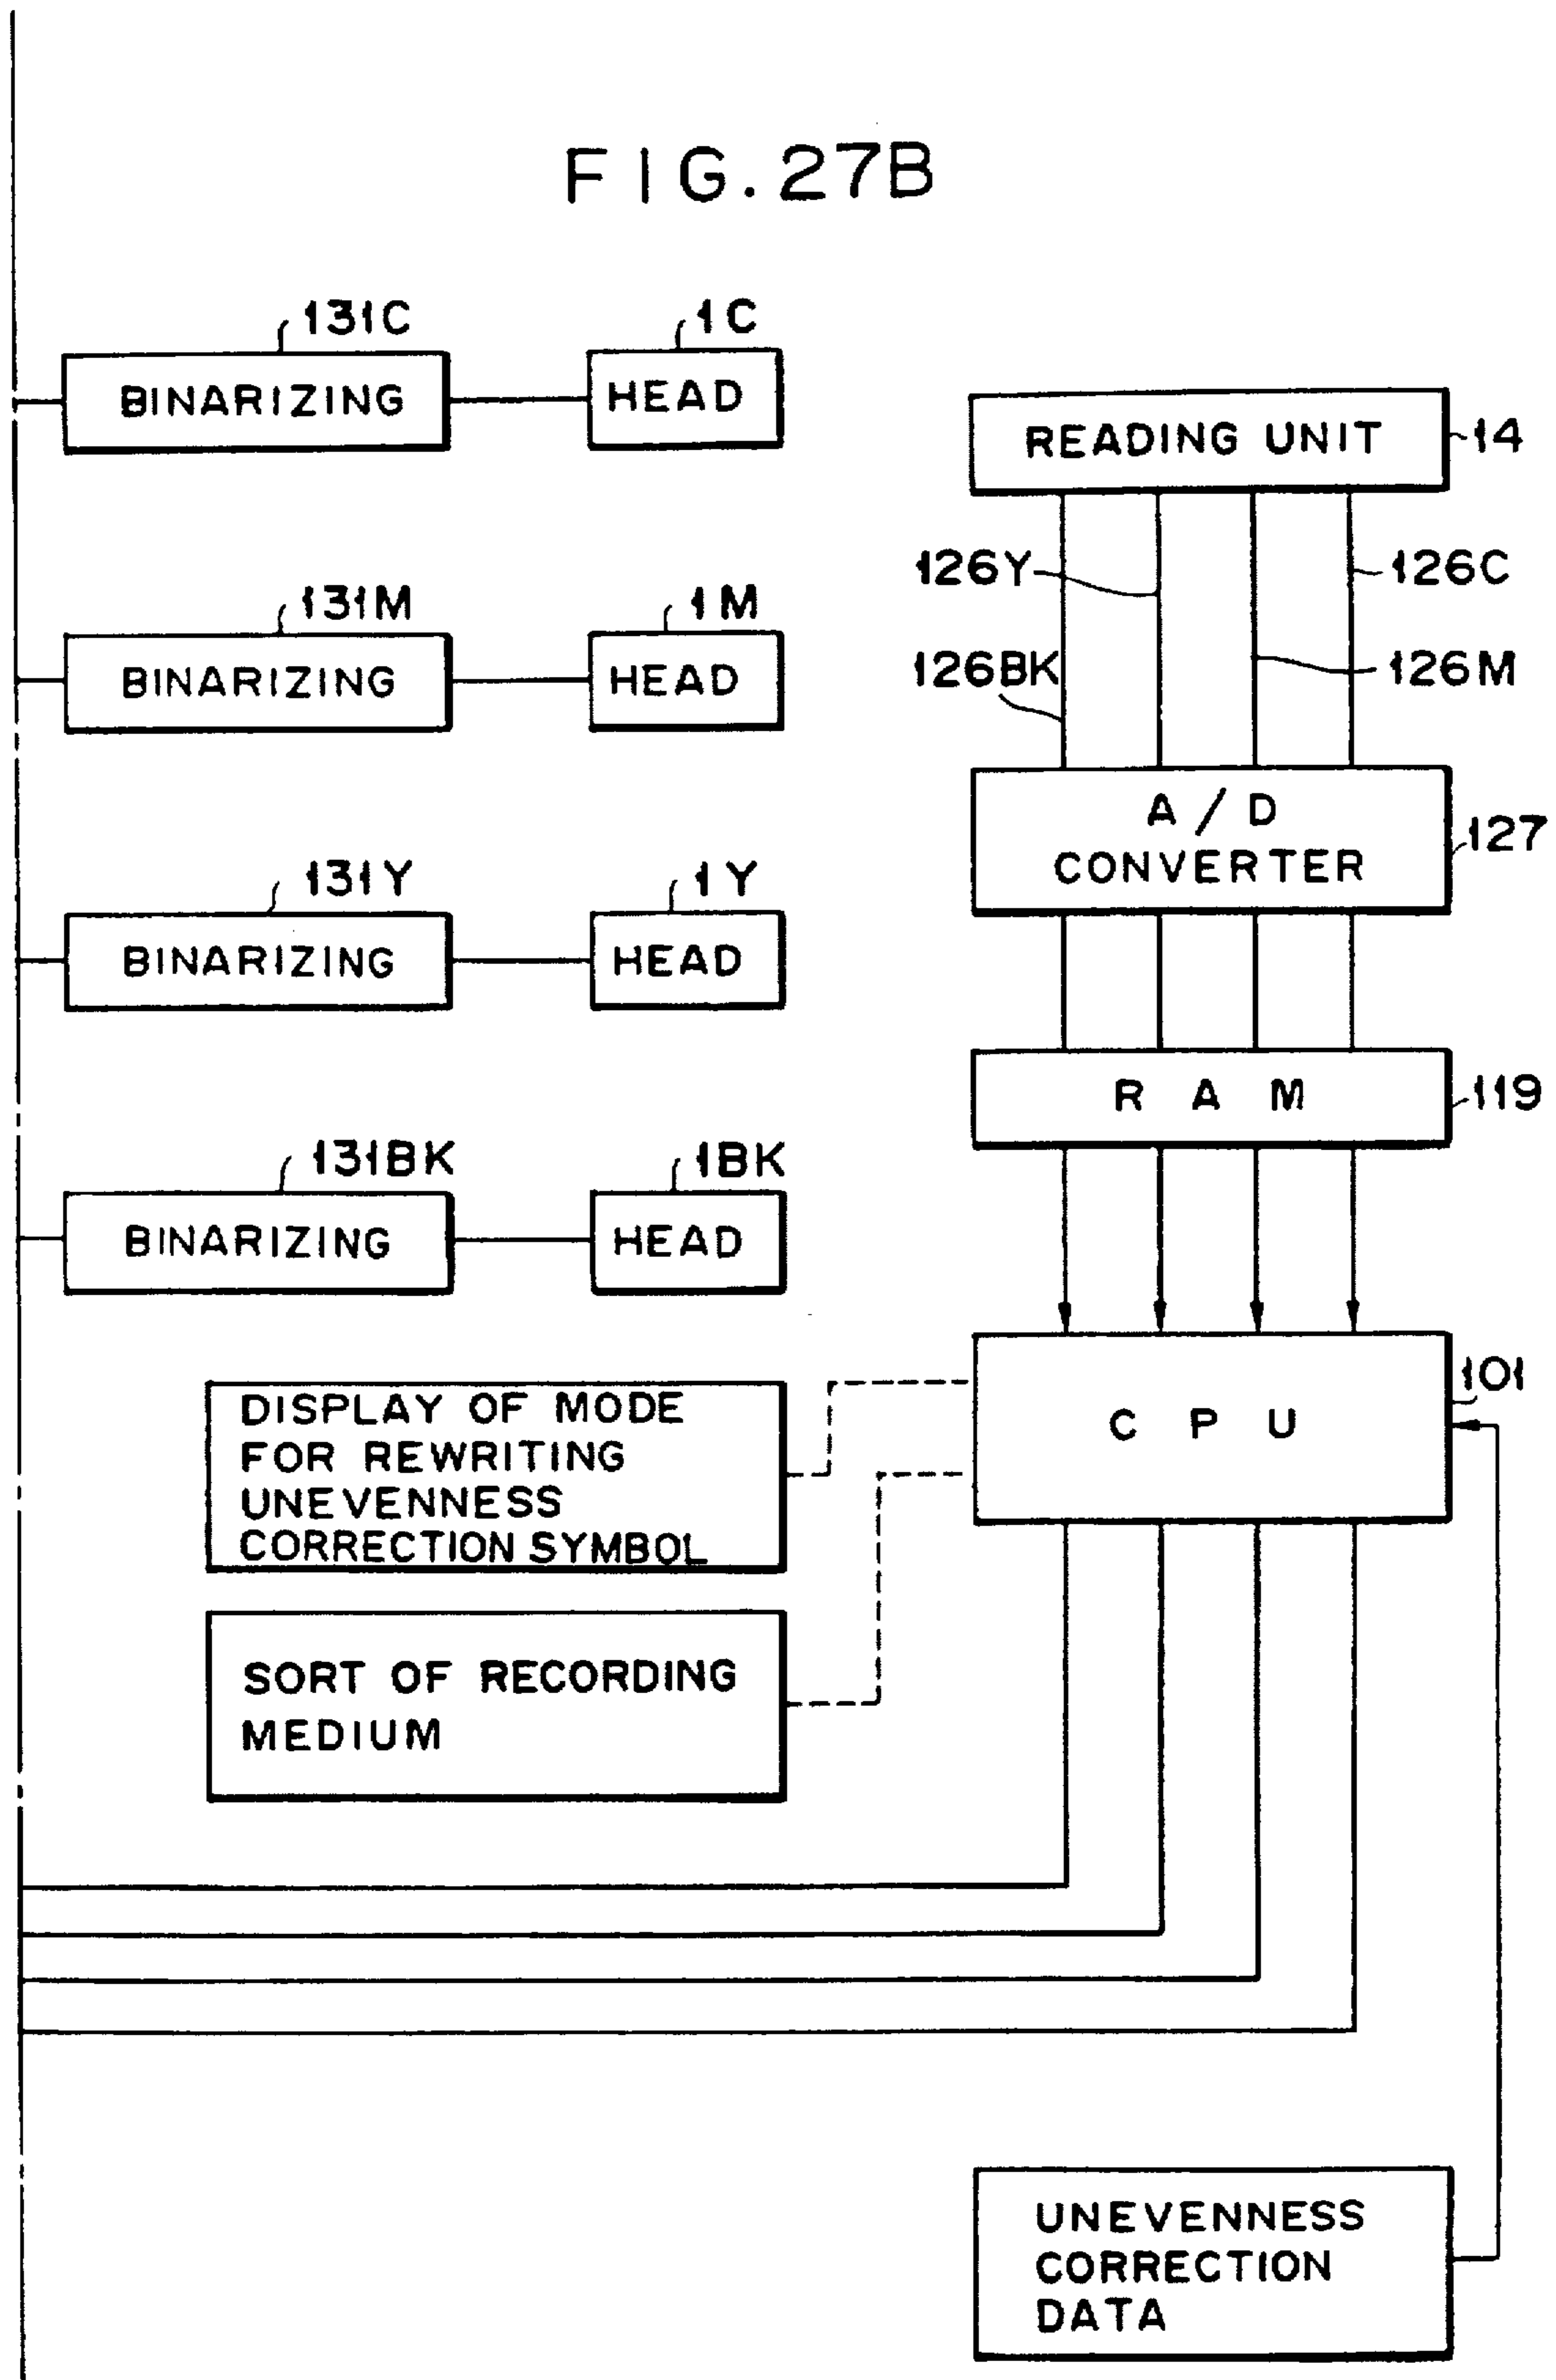 FIG. 27B
131C
1C
BINARIZING
HEAD
131M
1M
BINARIZING
HEAD
131Y
1Y
BINARIZING
HEAD
131BK
1BK
BINARIZING
HEAD
READING UNIT
14
126Y
126C
126BK
126M
A/D
CONVERTER
127
RAM
119
CPU
101
DISPLAY OF MODE
FOR REWRITING
UNEVENNESS
CORRECTION SYMBOL
SORT OF RECORDING
MEDIUM
UNEVENNESS
CORRECTION
DATA